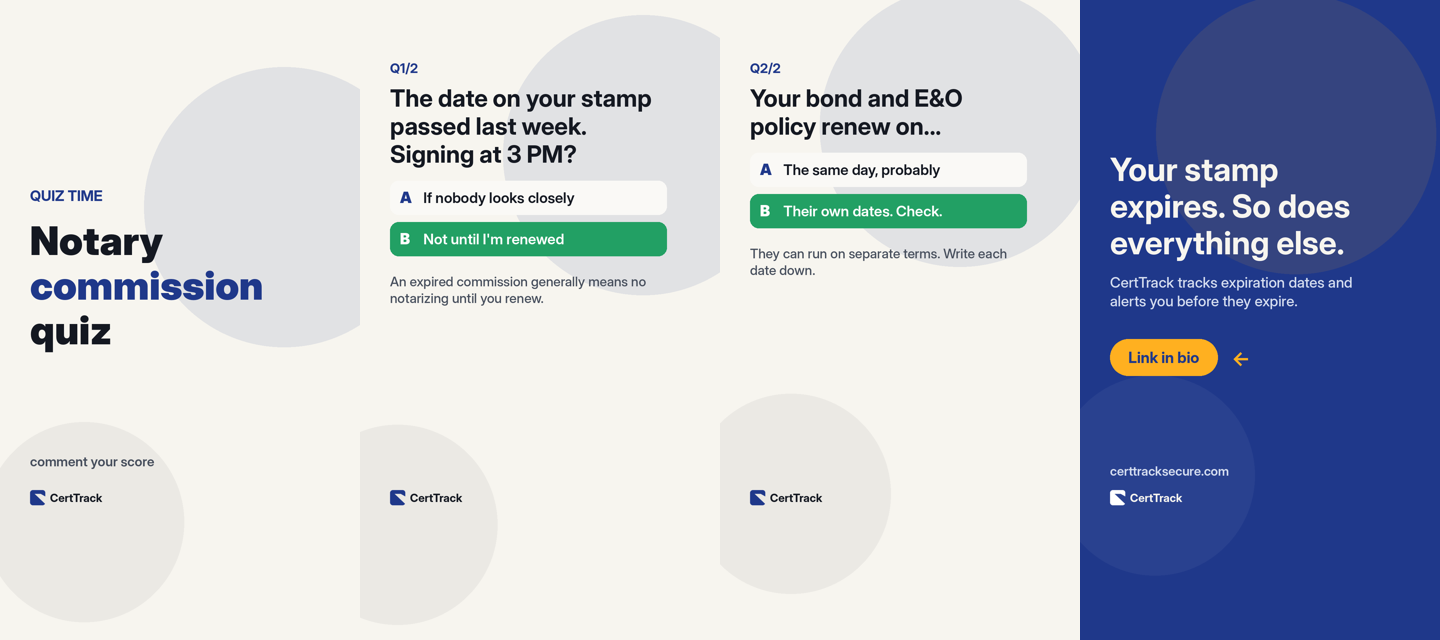 QUIZ TIME
Notary
commission
quiz
comment your score
CertTrack
Q1/2
The date on your stamp
passed last week.
Signing at 3 PM?
A If nobody looks closely
B Not until I'm renewed
An expired commission generally means no
notarizing until you renew.
CertTrack
Q2/2
Your bond and E&O
policy renew on...
A The same day, probably
B Their own dates. Check.
They can run on separate terms. Write each
date down.
CertTrack
Your stamp
expires. So does
everything else.
CertTrack tracks expiration dates and
alerts you before they expire.
Link in bio ←
certtracksecure.com
CertTrack